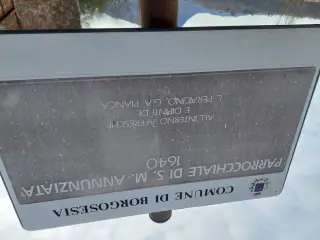 COMUNE DI BORGOSESIA
PARROCCHIALE DI S. M. ANNUNZIATA
1640
ALL'INTERNO AFFRESCHI
E DIPINTI DI
L. PERACINO, G.A. PIANCA